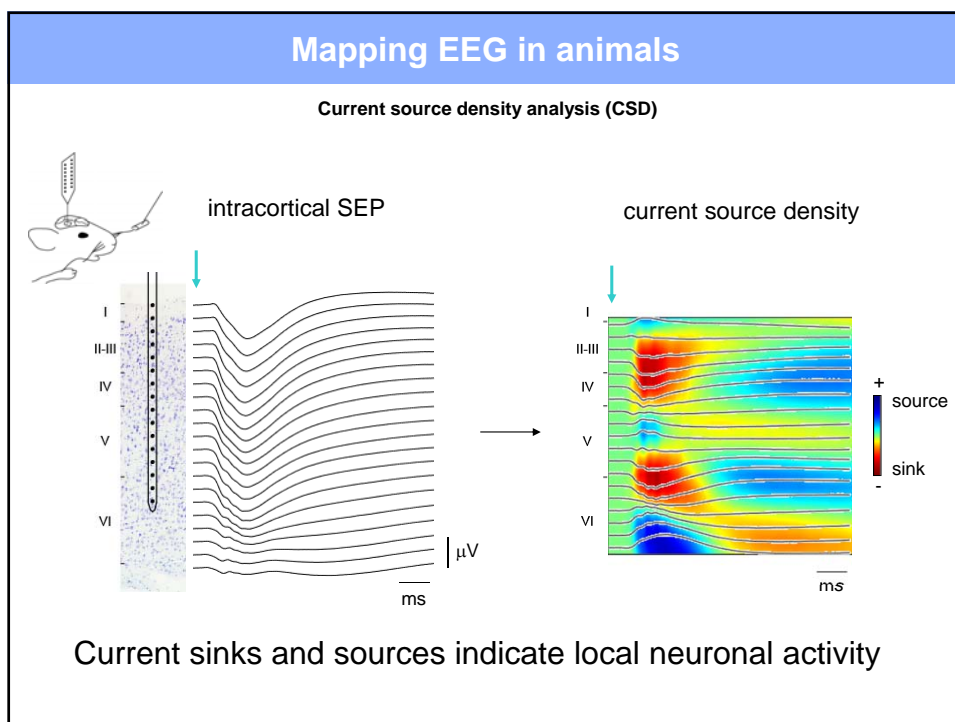 Mapping EEG in animals
Current source density analysis (CSD)
intracortical SEP
current source density
I
II-III
IV
V
VI
μV
ms
I
II-III
IV
V
VI
ms
+
source
sink
-
Current sinks and sources indicate local neuronal activity